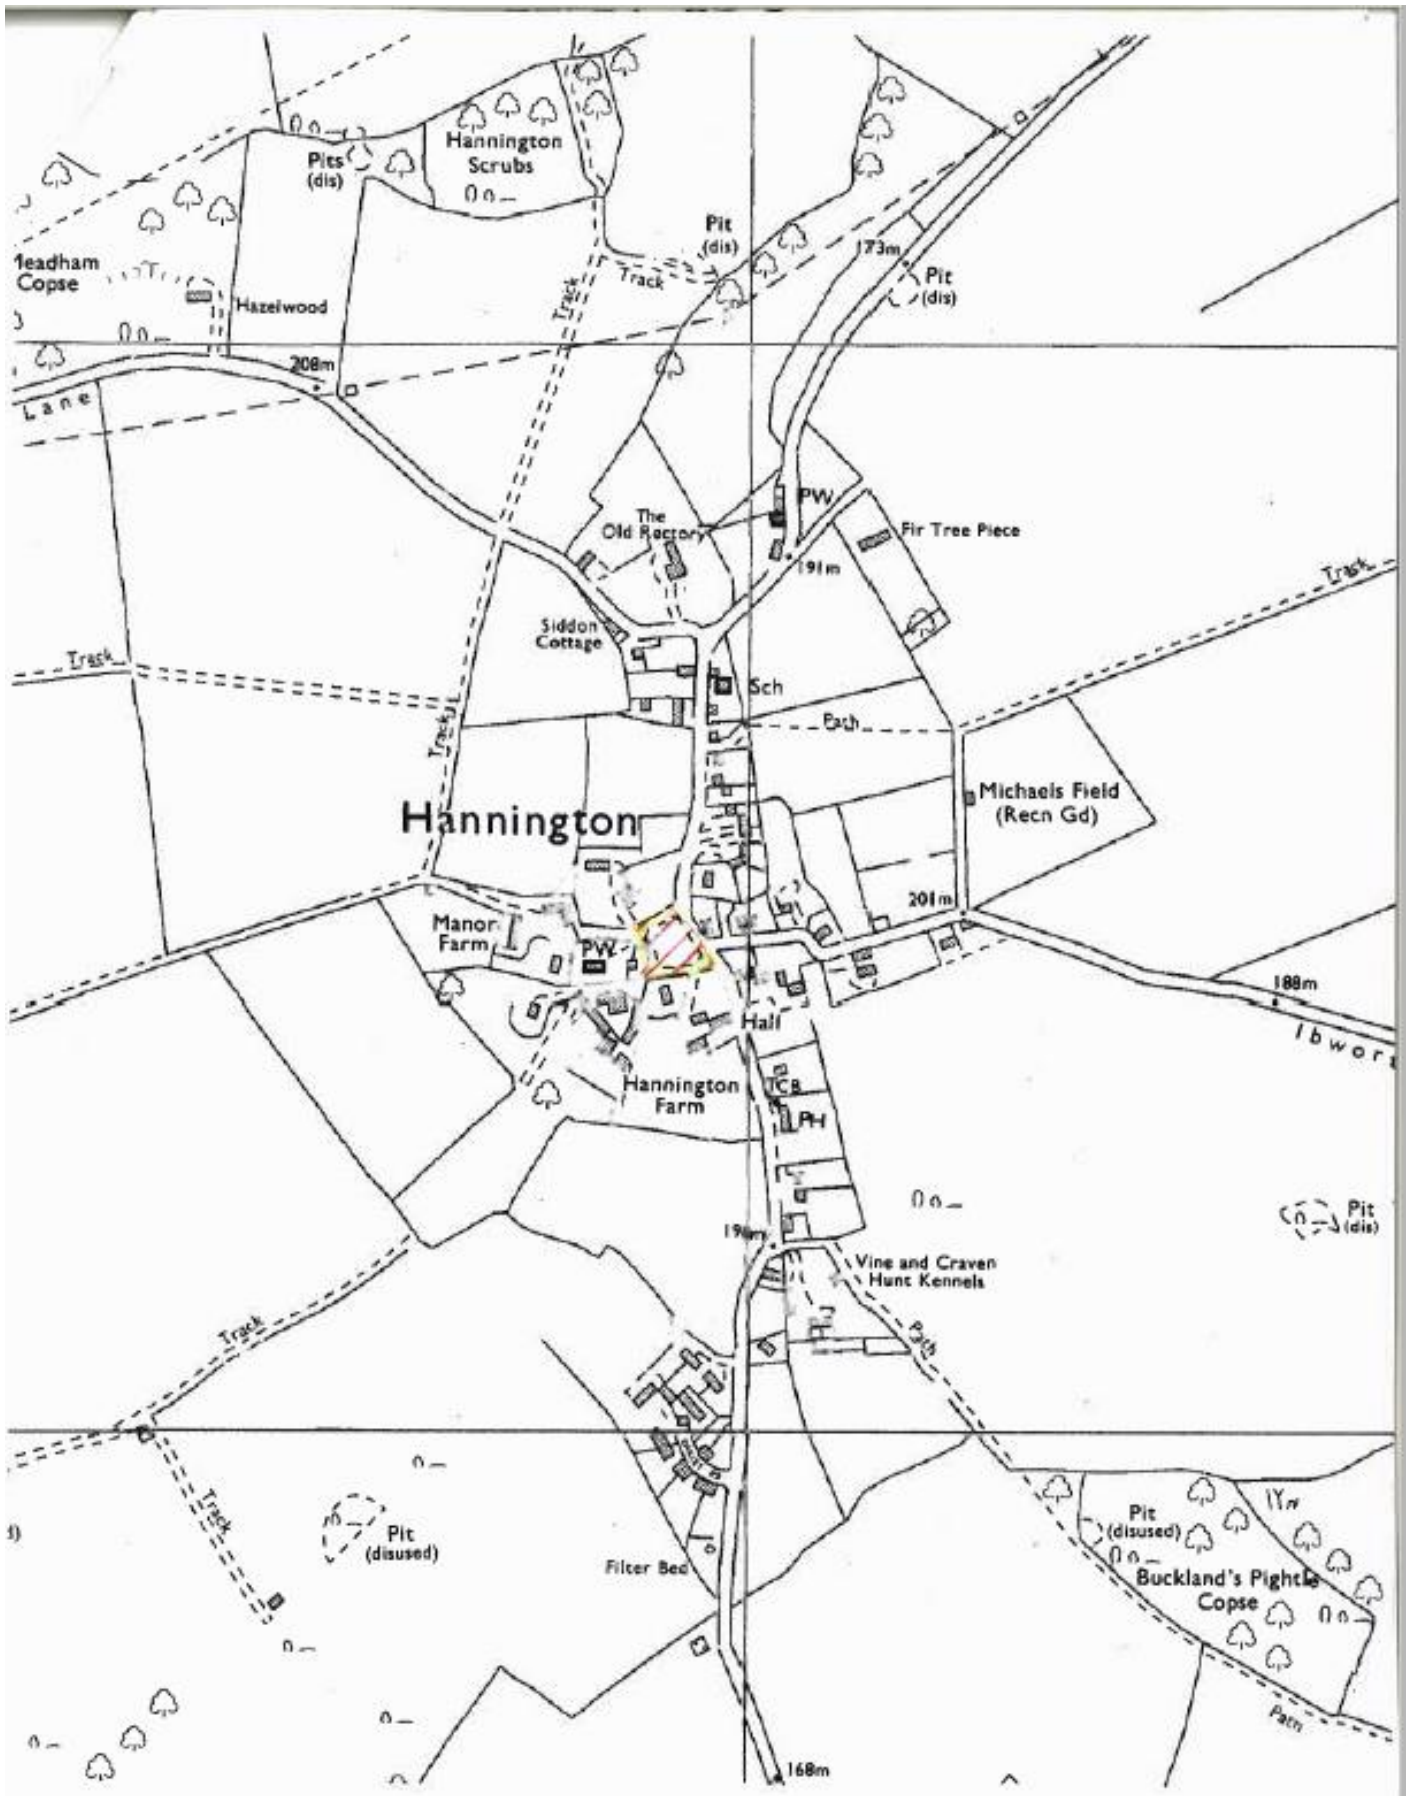 Hannington
Scrubs
Pits
(dis)
Pit
(dis)
173m
Pit
(dis)
Copse
Hazelwood
Track
Track
208m
Lane
PW
The
Old Rectory
Fir Tree Piece
191m
Track
Siddon
Cottage
Track
Sch
Path
Track
Michaels Field
(Recn Gd)
Hannington
201m
Manor
Farm
PW
188m
Hall
Ibwor
Hannington
Farm
TCB
PH
Pit
(dis)
Vine and Craven
Hunt Kennels
Track
Path
Track
Pit
(disused)
Pit
(disused)
Filter Bed
Buckland's Pightle
Copse
Path
168m